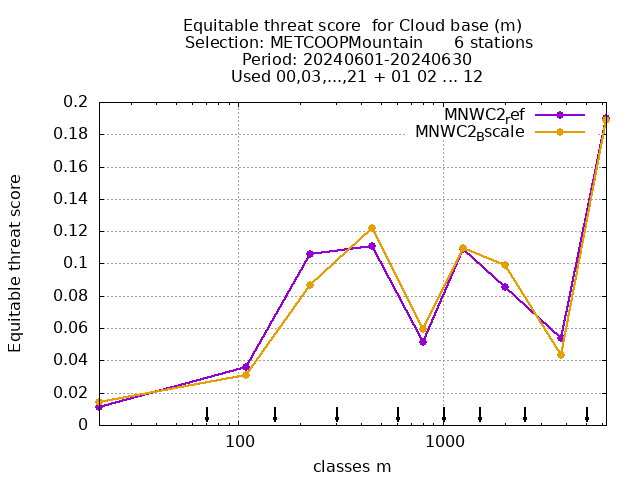 Equitable threat score  for Cloud base (m)
Selection: METCOOPMountain      6 stations
Period: 20240601-20240630
Used 00,03,...,21 + 01 02 ... 12
MNWC2ref
MNWC2Bscale
0.2
0.18
0.16
0.14
0.12
0.1
0.08
0.06
0.04
0.02
0
Equitable threat score
100
1000
classes m